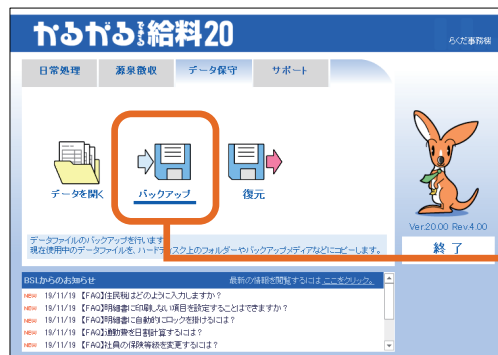 かるがるできる給料20
らくだ事務機
日常処理
源泉徴収
データ保守
サポート
データを開く
バックアップ
復元
データファイルのバックアップを行います
現在使用中のデータファイルを、ハードディスク上のフォルダーやバックアップメディアなどにコピーします。
Ver.20.00 Rev.4.00
終了
BSLからのお知らせ
最新の情報を閲覧するには ここをクリック。
NEW 19/11/19 【FAQ】住民税はどのように入力しますか？
NEW 19/11/19 【FAQ】明細書に印刷しない項目を設定することはできますか？
NEW 19/11/19 【FAQ】明細書に自動的にロックを掛けるには？
NEW 19/11/19 【FAQ】通勤費を日割計算するには？
NEW 19/11/19 【FAQ】社員の保険等級を変更するには？